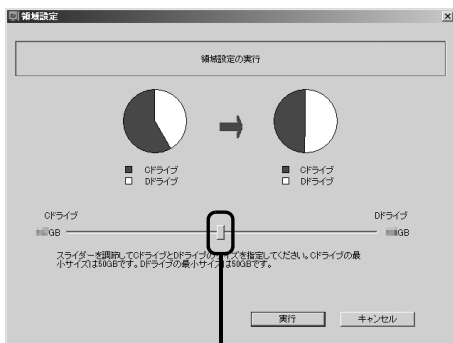 領域設定
領域設定の実行
Cドライブ
Dドライブ
Cドライブ
Dドライブ
Cドライブ
Dドライブ
GB
GB
スライダーを調節してCドライブとDドライブのサイズを指定してください。Cドライブの最
小サイズは50GBです。Dドライブの最小サイズは50GBです。
実行
キャンセル